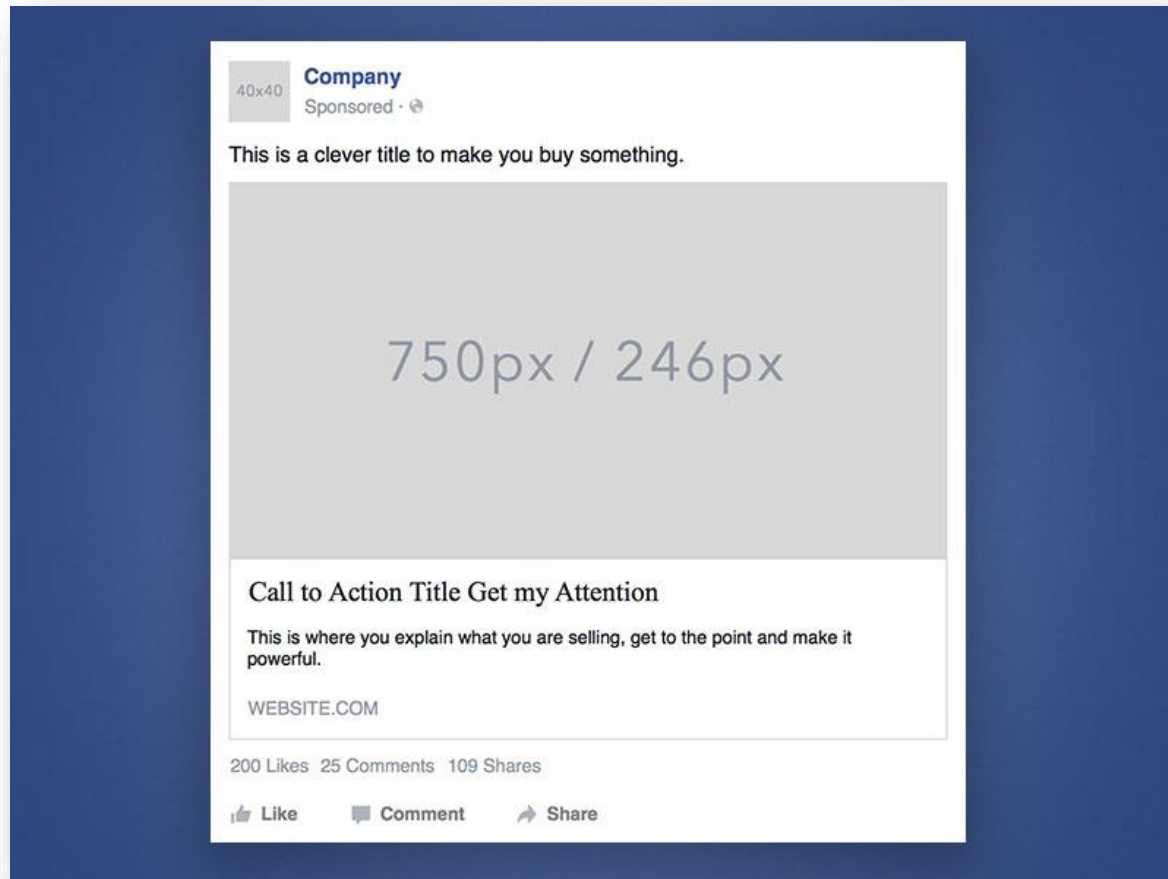 40x40
Company
Sponsored ·
This is a clever title to make you buy something.
750px / 246px
Call to Action Title Get my Attention
This is where you explain what you are selling, get to the point and make it
powerful.
WEBSITE.COM
200 Likes 25 Comments 109 Shares
Like Comment Share